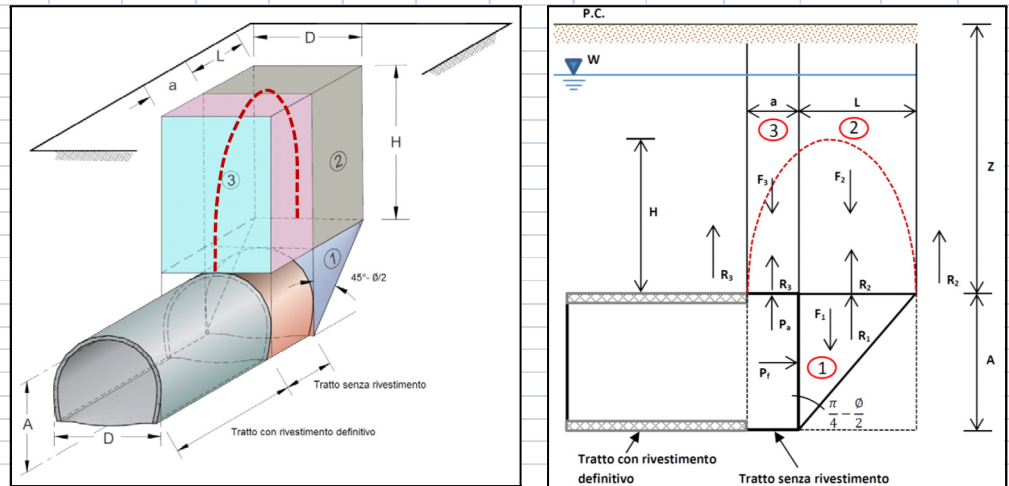 D
L
a
H
2
3
1
45°- Ø/2
Tratto senza rivestimento
A
Tratto con rivestimento definitivo
D
P.C.
W
a
L
3
2
Z
F₃
F₂
H
R₃
R₃
R₂
R₂
Pₐ
F₁
R₁
A
P_f
1
π/4 − Ø/2
Tratto con rivestimento
definitivo
Tratto senza rivestimento